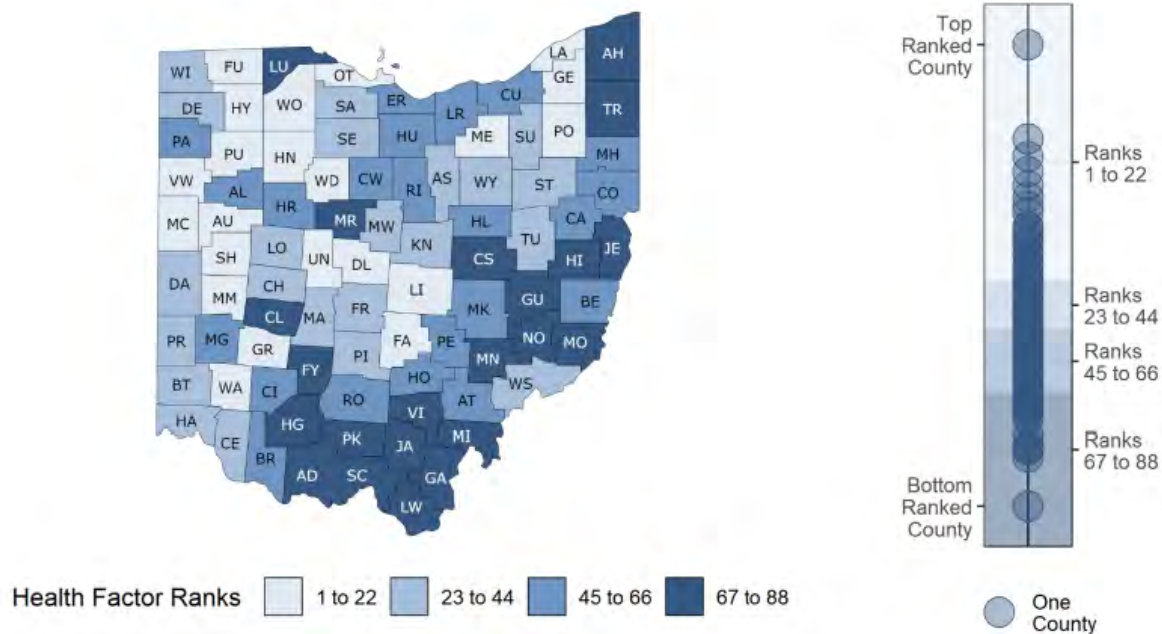 AH
LA
WI
FU
LU
OT
GE
DE
HY
WO
SA
ER
CU
TR
LR
PA
SE
HU
ME
SU
PO
PU
HN
MH
VW
WD
CW
RI
AS
WY
ST
CO
AL
HR
MC
AU
MR
MW
HL
CA
TU
KN
LO
SH
UN
DL
CS
HI
JE
DA
CH
LI
MM
GU
BE
CL
MA
FR
MK
PR
MG
GR
FA
PE
NO
MO
PI
MN
FY
BT
WA
CI
HO
WS
RO
AT
HA
CE
HG
VI
PK
JA
MI
BR
AD
SC
GA
LW
Top
Ranked
County
Ranks
1 to 22
Ranks
23 to 44
Ranks
45 to 66
Ranks
67 to 88
Bottom
Ranked
County
One
County
Health Factor Ranks 1 to 22 23 to 44 45 to 66 67 to 88